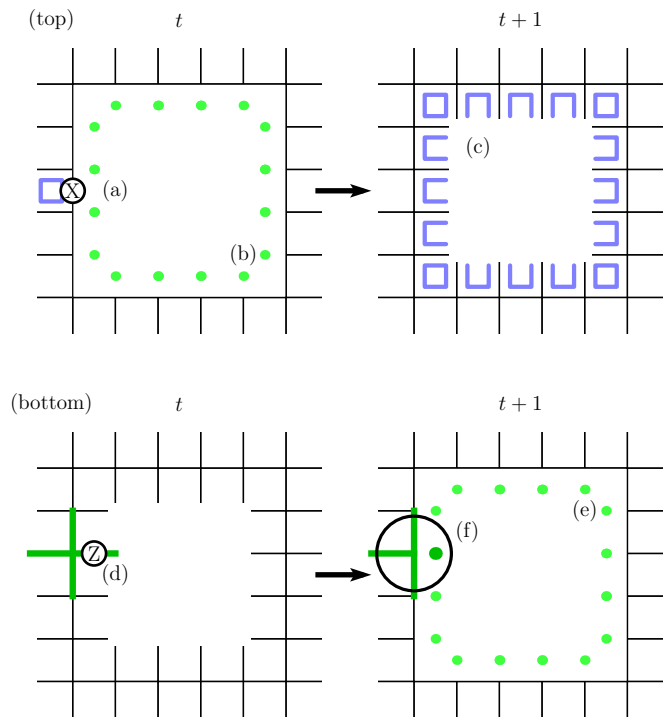 (top) t t + 1
X (a) (c)
(b)
(bottom) t t + 1
(e)
Z (f)
(d)